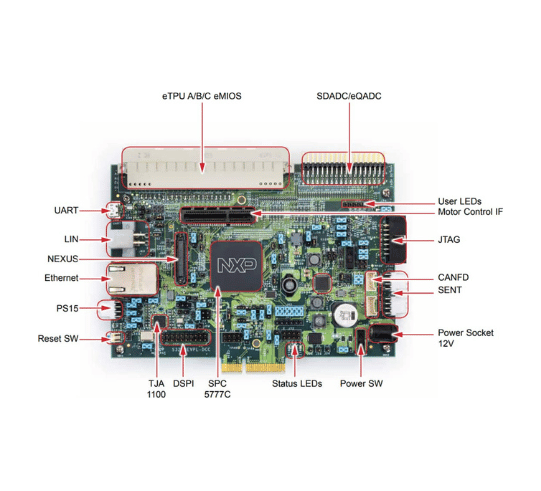 eTPU A/B/C eMIOS
SDADC/eQADC
User LEDs
Motor Control IF
UART
LIN
JTAG
NEXUS
Ethernet
CANFD
SENT
PS15
Reset SW
Power Socket
12V
NXP
TJA
1100
DSPI
SPC
5777C
Status LEDs
Power SW